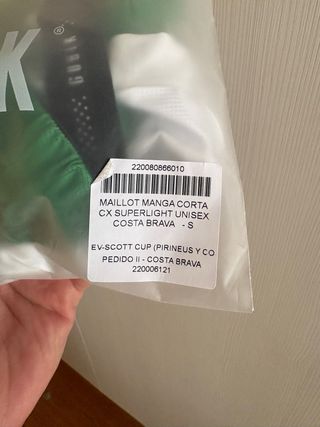 K®
GOBIK
220080866010
MAILLOT MANGA CORTA
CX SUPERLIGHT UNISEX
COSTA BRAVA - S
EV-SCOTT CUP (PIRINEUS Y CO
PEDIDO II - COSTA BRAVA
220006121